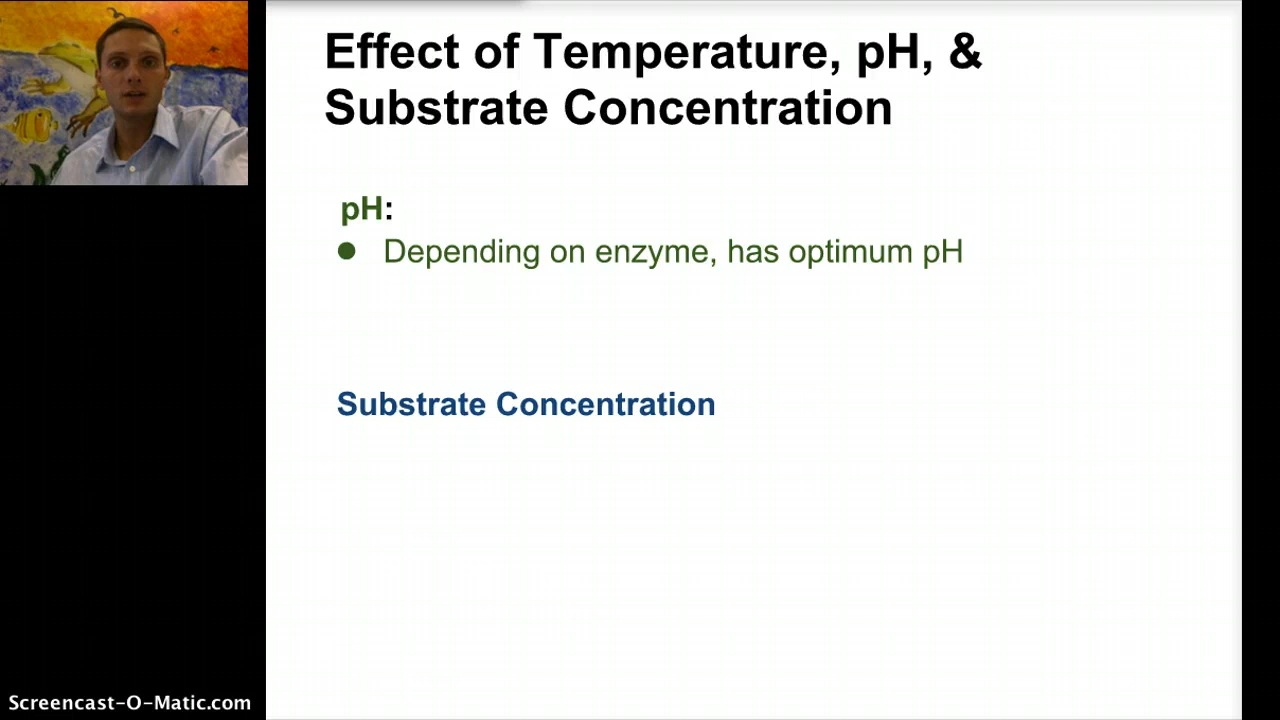 Effect of Temperature, pH, &
Substrate Concentration
pH:
● Depending on enzyme, has optimum pH
Substrate Concentration
Screencast-O-Matic.com